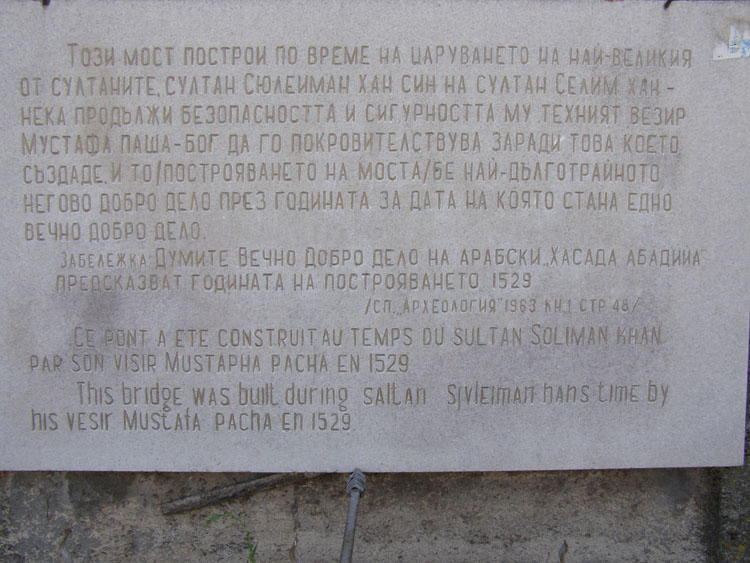 Този мост построи по време на царуването на най-великия
от султаните, султан Сюлейман хан син на султан Селим хан -
нека продължи безопасността и сигурността му техният везир
Мустафа паша-бог да го покровителствува заради това което
създаде. и то/построяването на моста/бе най-дълготрайното
негово добро дело през годината за дата на която стана едно
вечно добро дело.
Забележка: Думите Вечно Добро дело на арабски „Хасада абадийа"
предсказват годината на построяването 1529
/сп. „Археология" 1963 кн.1 стр 48/
Ce pont a ete construit au temps du sultan Soliman khan
par son visir Mustapha pacha en 1529
This bridge was built during saltan Sjvleiman hans time by
his vesir Mustafa pacha en 1529.